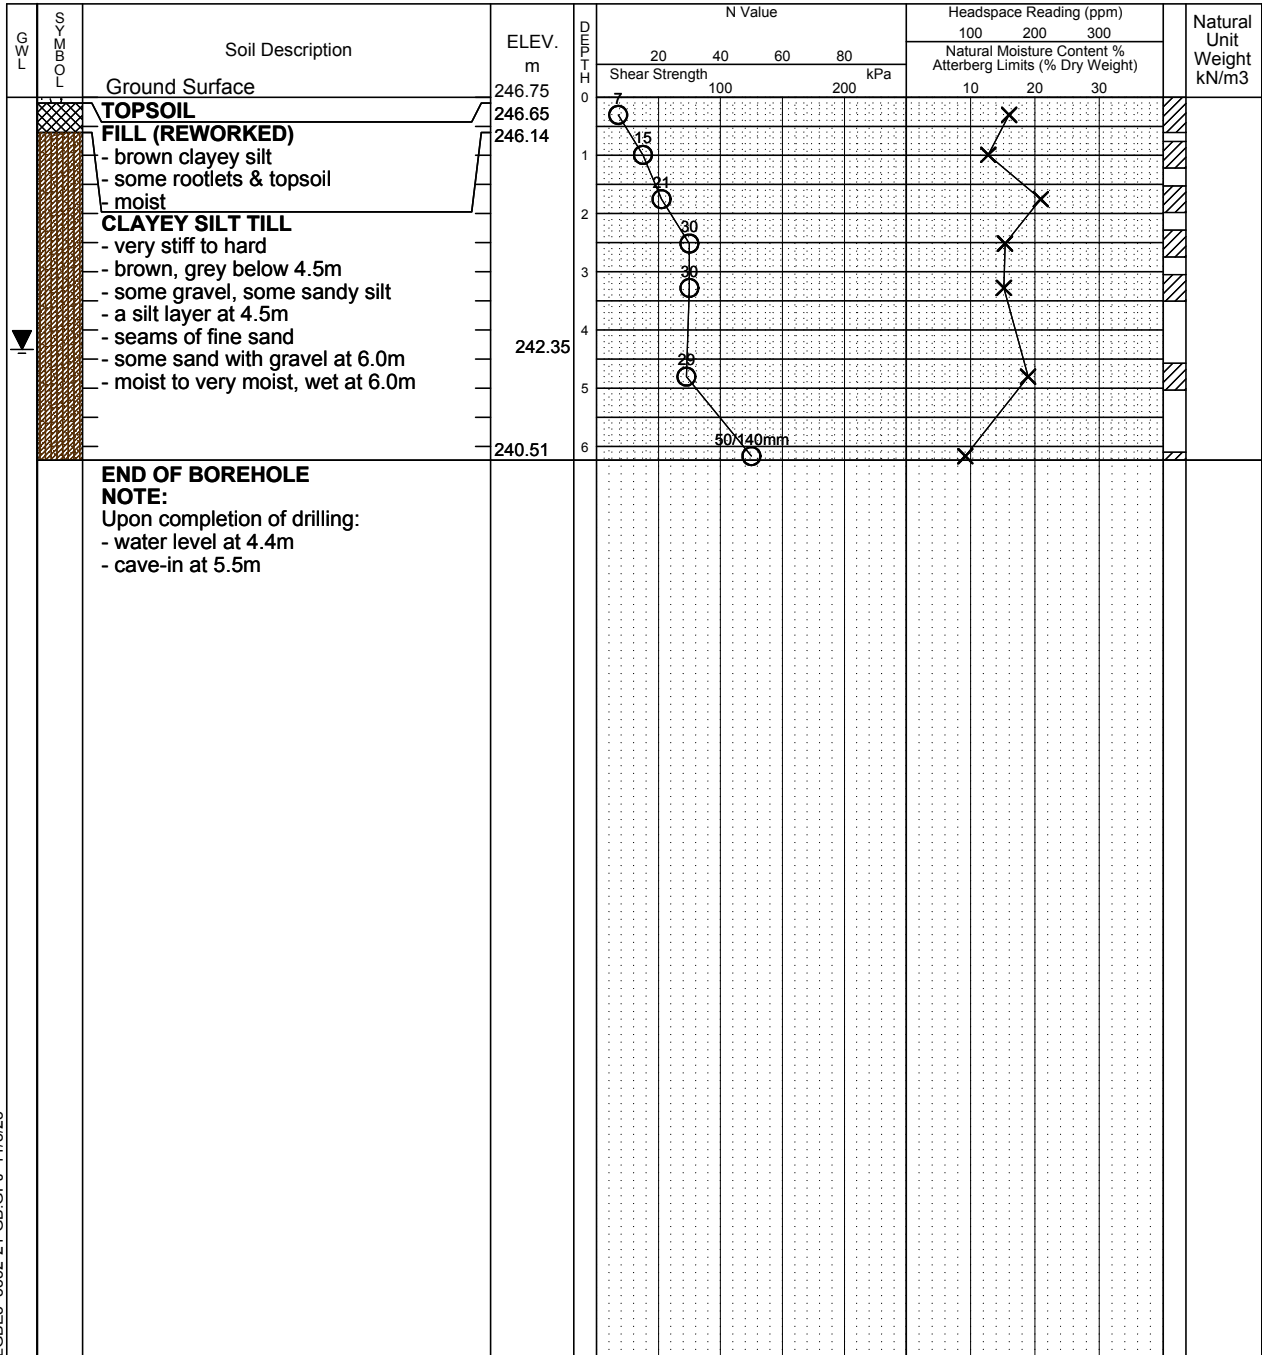 GWL
SYMBOL
Soil Description
Ground Surface
ELEV.
m
DEPTH
N Value
20 40 60 80
Shear Strength kPa
100 200
Headspace Reading (ppm)
100 200 300
Natural Moisture Content %
Atterberg Limits (% Dry Weight)
10 20 30
Natural
Unit
Weight
kN/m3
246.75
0
TOPSOIL
246.65
7
FILL (REWORKED)
246.14
15
- brown clayey silt
1
- some rootlets & topsoil
21
- moist
2
CLAYEY SILT TILL
30
- very stiff to hard
- brown, grey below 4.5m
3
30
- some gravel, some sandy silt
- a silt layer at 4.5m
4
- seams of fine sand
242.35
- some sand with gravel at 6.0m
29
- moist to very moist, wet at 6.0m
5
50/140mm
240.51
6
END OF BOREHOLE
NOTE:
Upon completion of drilling:
- water level at 4.4m
- cave-in at 5.5m